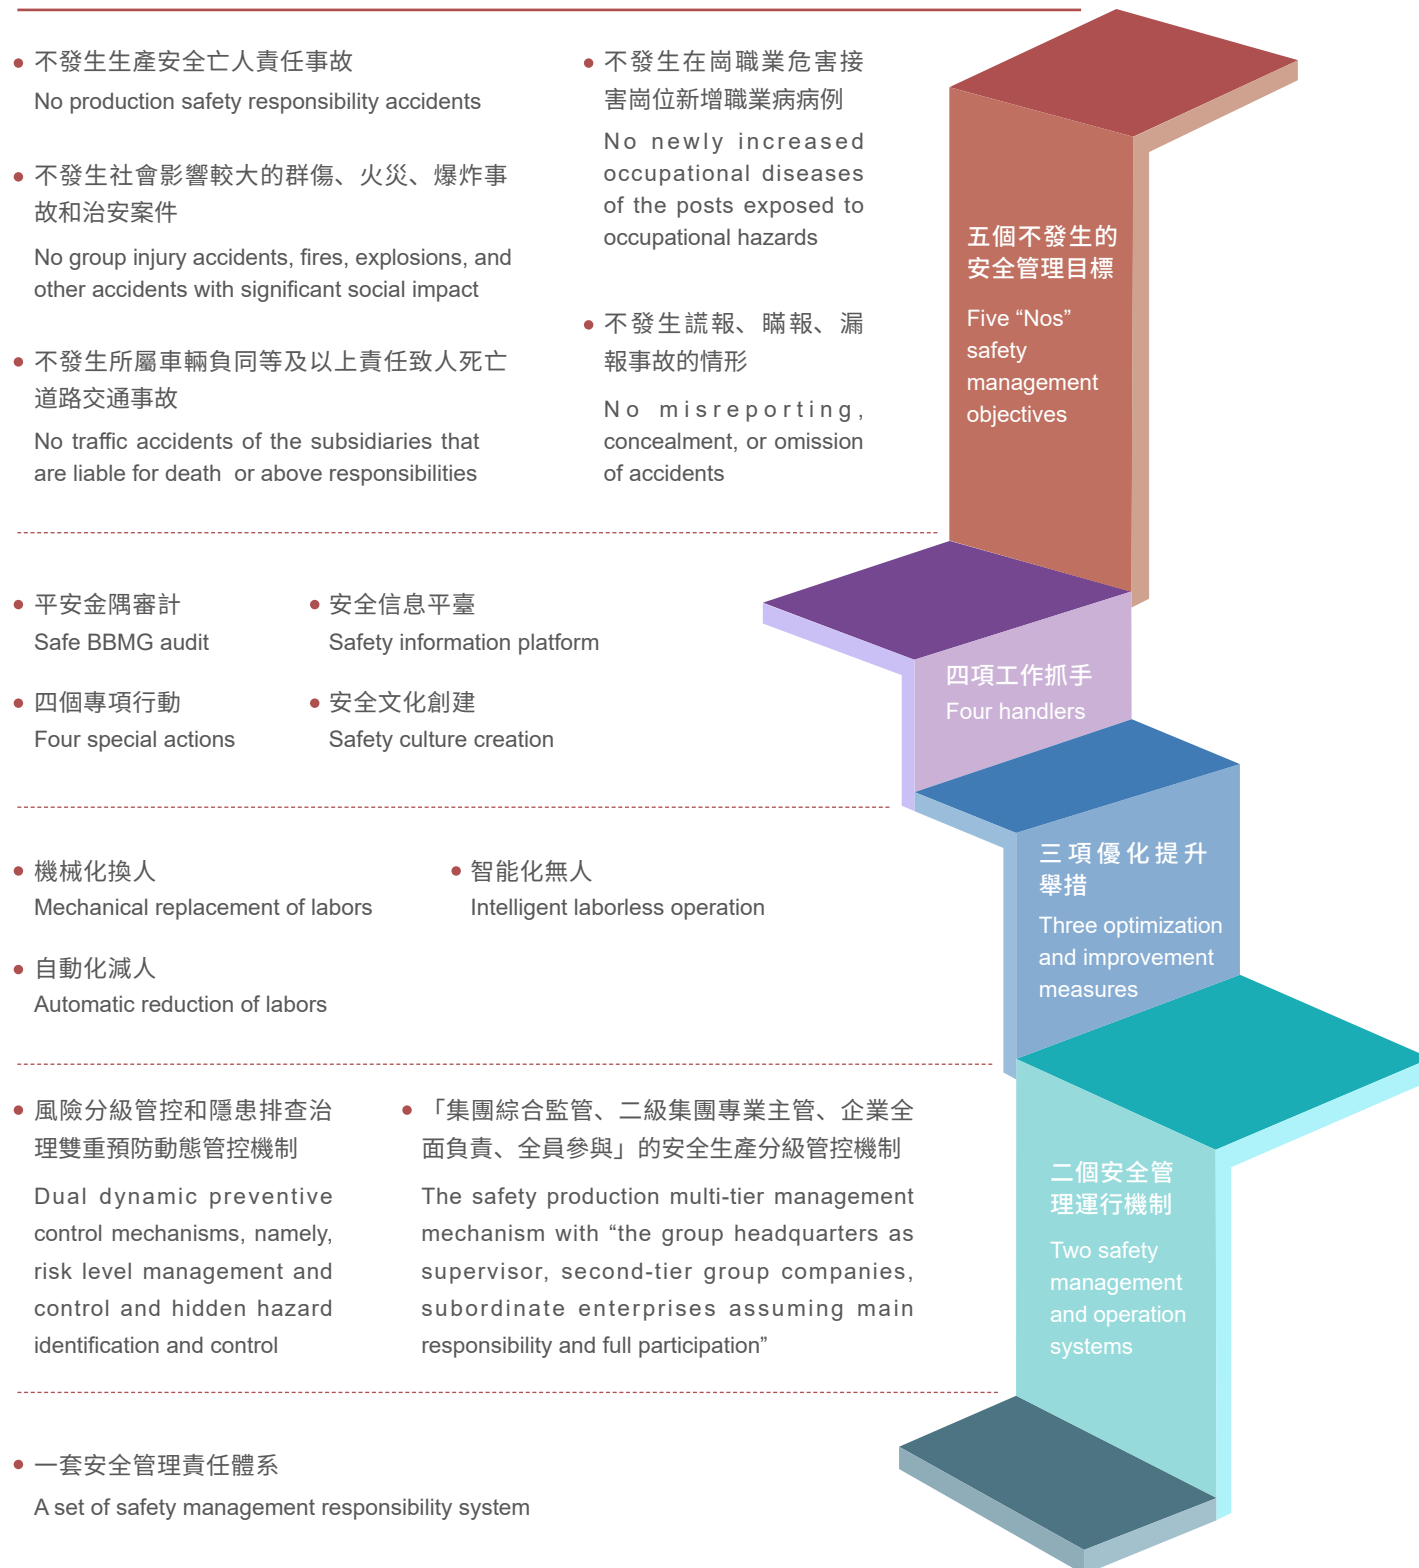 不發生生產安全亡人責任事故
No production safety responsibility accidents
不發生社會影響較大的群傷、火災、爆炸事
故和治安案件
No group injury accidents, fires, explosions, and
other accidents with significant social impact
不發生所屬車輛負同等及以上責任致人死亡
道路交通事故
No traffic accidents of the subsidiaries that
are liable for death or above responsibilities
不發生在崗職業危害接
害崗位新增職業病病例
No newly increased
occupational diseases
of the posts exposed to
occupational hazards
不發生謊報、瞞報、漏
報事故的情形
No misreporting,
concealment, or omission
of accidents
五個不發生的
安全管理目標
Five “Nos”
safety
management
objectives
平安金隅審計
Safe BBMG audit
安全信息平臺
Safety information platform
四個專項行動
Four special actions
安全文化創建
Safety culture creation
四項工作抓手
Four handlers
機械化換人
Mechanical replacement of labors
智能化無人
Intelligent laborless operation
自動化減人
Automatic reduction of labors
三項優化提升
舉措
Three optimization
and improvement
measures
風險分級管控和隱患排查治
理雙重預防動態管控機制
Dual dynamic preventive
control mechanisms, namely,
risk level management and
control and hidden hazard
identification and control
「集團綜合監管、二級集團專業主管、企業全
面負責、全員參與」的安全生產分級管控機制
The safety production multi-tier management
mechanism with “the group headquarters as
supervisor, second-tier group companies,
subordinate enterprises assuming main
responsibility and full participation”
二個安全管
理運行機制
Two safety
management
and operation
systems
一套安全管理責任體系
A set of safety management responsibility system